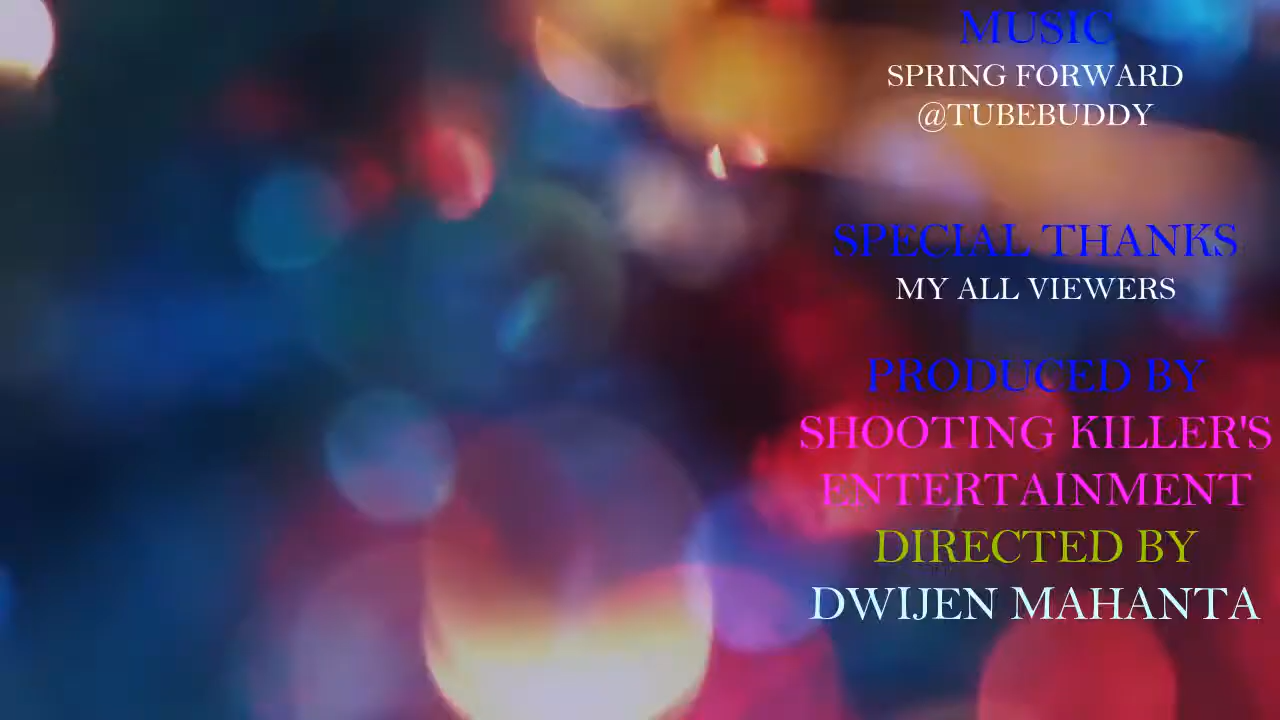 MUSIC
SPRING FORWARD
@TUBEBUDDY
SPECIAL THANKS
MY ALL VIEWERS
PRODUCED BY
SHOOTING KILLER'S
ENTERTAINMENT
DIRECTED BY
DWIJEN MAHANTA